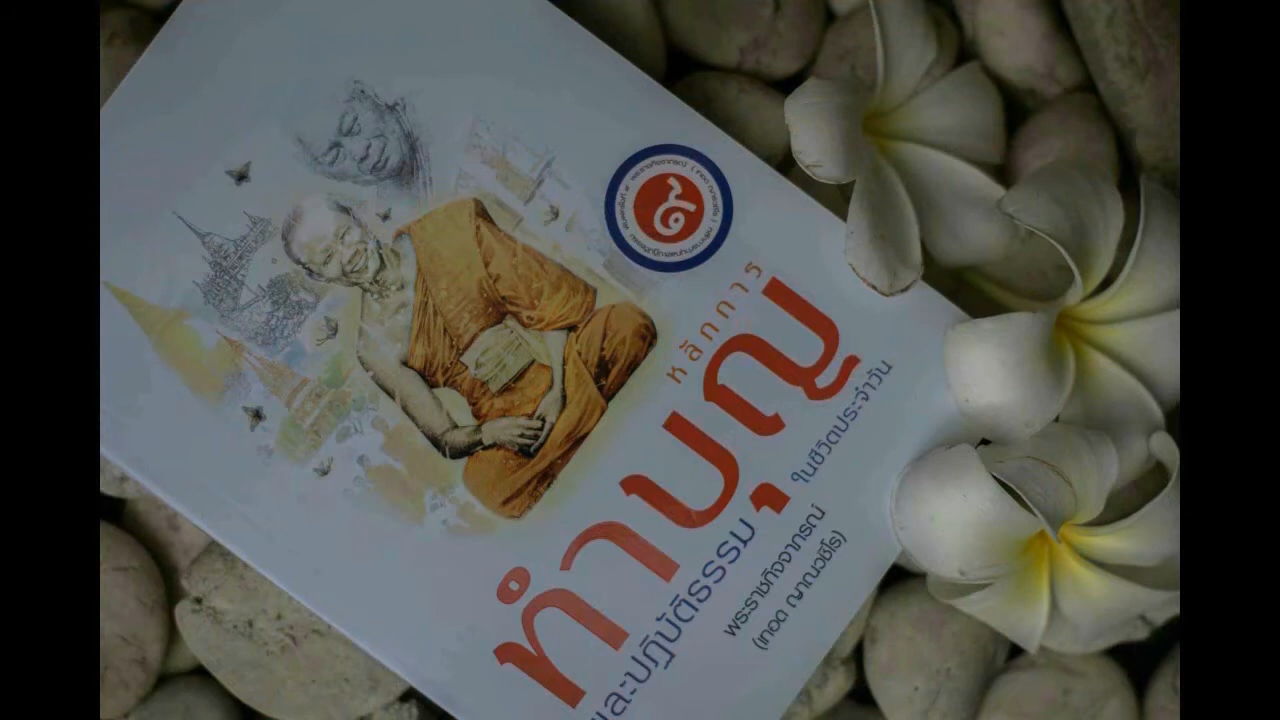 หลักการ
ทำบุญ
และปฏิบัติธรรม
ในชีวิตประจำวัน
พระราชกิจจาภรณ์
(เทอด ญาณวชิโร)
๙